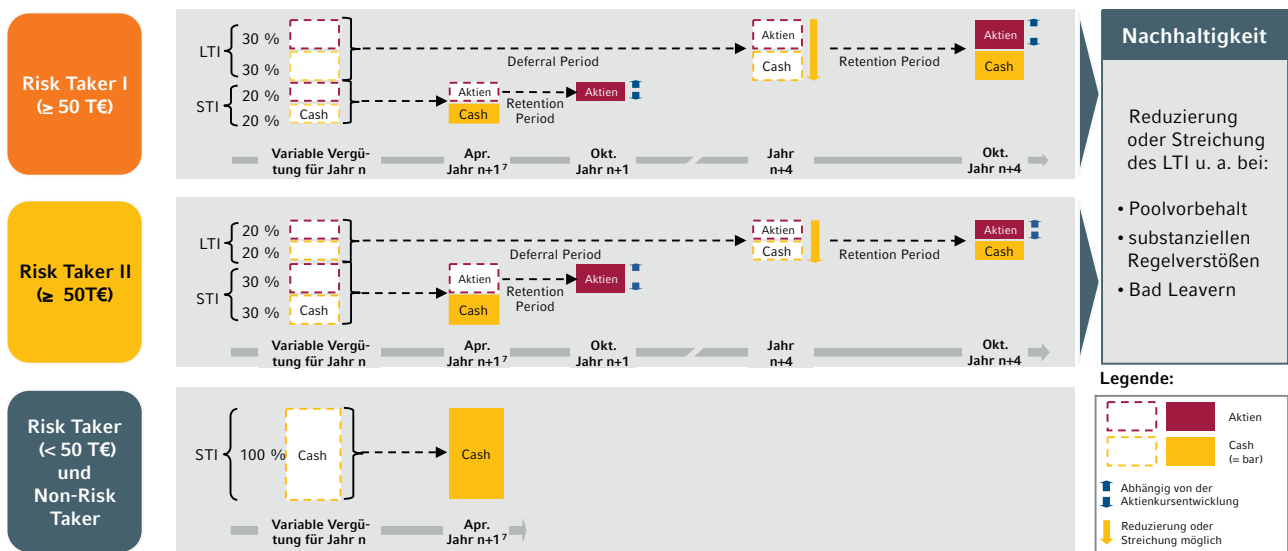 Risk Taker I
(≥ 50 T€)
LTI
30 %
30 %
STI
20 %
20 %
Cash
Deferral Period
Aktien
Cash
Retention
Period
Aktien
Aktien
Cash
Retention Period
Aktien
Cash
Variable Vergü-
tung für Jahr n
Apr.
Jahr n+1⁷
Okt.
Jahr n+1
Jahr
n+4
Okt.
Jahr n+4
Risk Taker II
(≥ 50T€)
LTI
20 %
20 %
STI
30 %
30 %
Cash
Deferral Period
Aktien
Cash
Retention
Period
Aktien
Aktien
Cash
Retention Period
Aktien
Cash
Variable Vergü-
tung für Jahr n
Apr.
Jahr n+1⁷
Okt.
Jahr n+1
Jahr
n+4
Okt.
Jahr n+4
Risk Taker
(< 50 T€)
und
Non-Risk
Taker
STI
100 %
Cash
Cash
Variable Vergü-
tung für Jahr n
Apr.
Jahr n+1⁷
Nachhaltigkeit
Reduzierung
oder Streichung
des LTI u. a. bei:
• Poolvorbehalt
• substanziellen
Regelverstößen
• Bad Leavern
Legende:
Aktien
Cash
(= bar)
Abhängig von der
Aktienkursentwicklung
Reduzierung oder
Streichung möglich